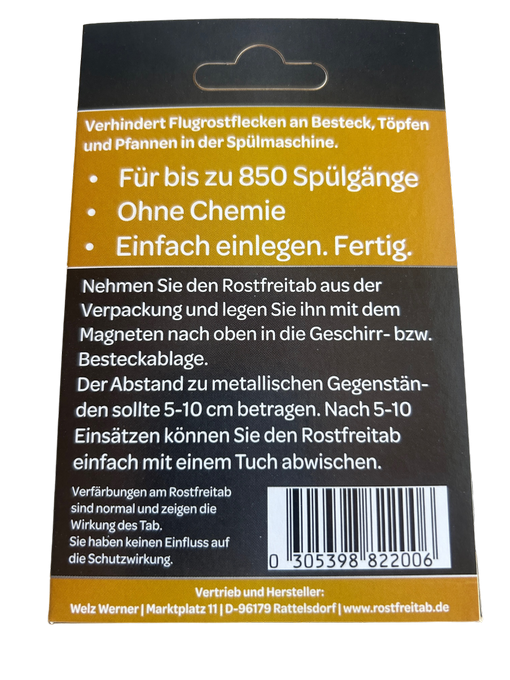 Verhindert Flugrostflecken an Besteck, Töpfen
und Pfannen in der Spülmaschine.
• Für bis zu 850 Spülgänge
• Ohne Chemie
• Einfach einlegen. Fertig.
Nehmen Sie den Rostfreitab aus der
Verpackung und legen Sie ihn mit dem
Magneten nach oben in die Geschirr- bzw.
Besteckablage.
Der Abstand zu metallischen Gegenstän-
den sollte 5-10 cm betragen. Nach 5-10
Einsätzen können Sie den Rostfreitab
einfach mit einem Tuch abwischen.
Verfärbungen am Rostfreitab
sind normal und zeigen die
Wirkung des Tab.
Sie haben keinen Einfluss auf
die Schutzwirkung.
0 305398 822006
Vertrieb und Hersteller:
Welz Werner | Marktplatz 11 | D-96179 Rattelsdorf | www.rostfreitab.de